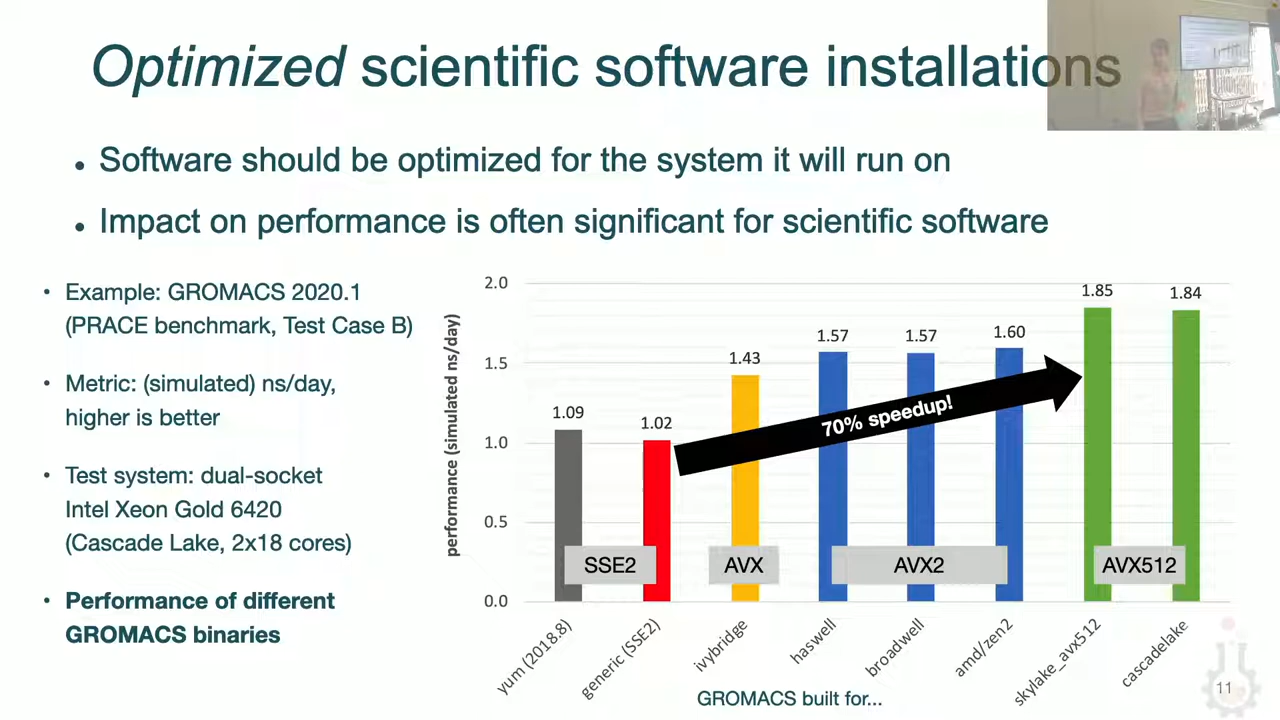 Optimized scientific software installations
• Software should be optimized for the system it will run on
• Impact on performance is often significant for scientific software
• Example: GROMACS 2020.1
(PRACE benchmark, Test Case B)
• Metric: (simulated) ns/day,
higher is better
• Test system: dual-socket
Intel Xeon Gold 6420
(Cascade Lake, 2x18 cores)
• Performance of different
GROMACS binaries
performance (simulated ns/day)
2.0
1.5
1.0
0.5
0.0
1.09
1.02
1.43
1.57
1.57
1.60
1.85
1.84
70% speedup!
SSE2
AVX
AVX2
AVX512
yum (2018.8)
generic (SSE2)
ivybridge
haswell
broadwell
amd/zen2
skylake_avx512
cascadelake
GROMACS built for...
11